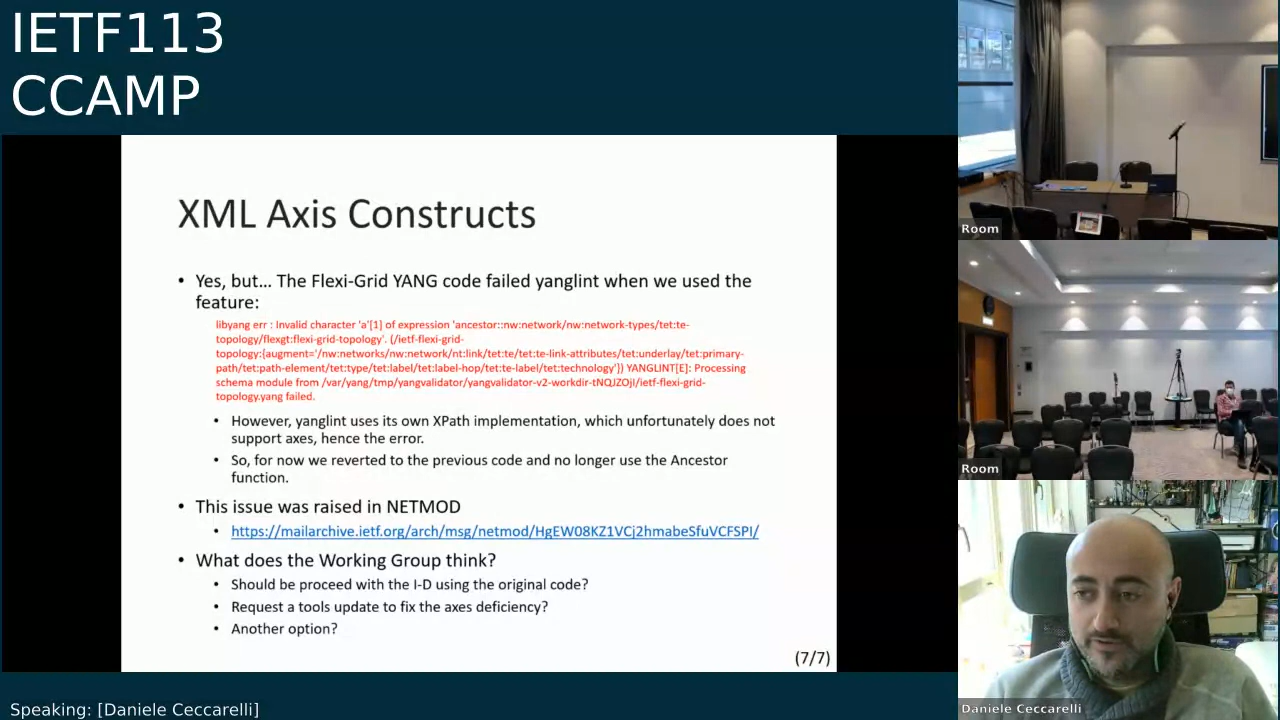 IETF113
CCAMP
XML Axis Constructs
• Yes, but... The Flexi-Grid YANG code failed yanglint when we used the
feature:
libyang err : Invalid character 'a'[1] of expression 'ancestor::nw:network/nw:network-types/tet:te-
topology/flexgt:flexi-grid-topology'. (/ietf-flexi-grid-
topology:{augment='/nw:networks/nw:network/nt:link/tet:te/tet:te-link-attributes/tet:underlay/tet:primary-
path/tet:path-element/tet:type/tet:label/tet:label-hop/tet:te-label/tet:technology'}) YANGLINT[E]: Processing
schema module from /var/yang/tmp/yangvalidator/yangvalidator-v2-workdir-tNQJZOjI/ietf-flexi-grid-
topology.yang failed.
• However, yanglint uses its own XPath implementation, which unfortunately does not
support axes, hence the error.
• So, for now we reverted to the previous code and no longer use the Ancestor
function.
• This issue was raised in NETMOD
• https://mailarchive.ietf.org/arch/msg/netmod/HgEW08KZ1VCj2hmabeSfuVCFSPI/
• What does the Working Group think?
• Should be proceed with the I-D using the original code?
• Request a tools update to fix the axes deficiency?
• Another option?
(7/7)
Room
Room
Daniele Ceccarelli
Speaking: [Daniele Ceccarelli]